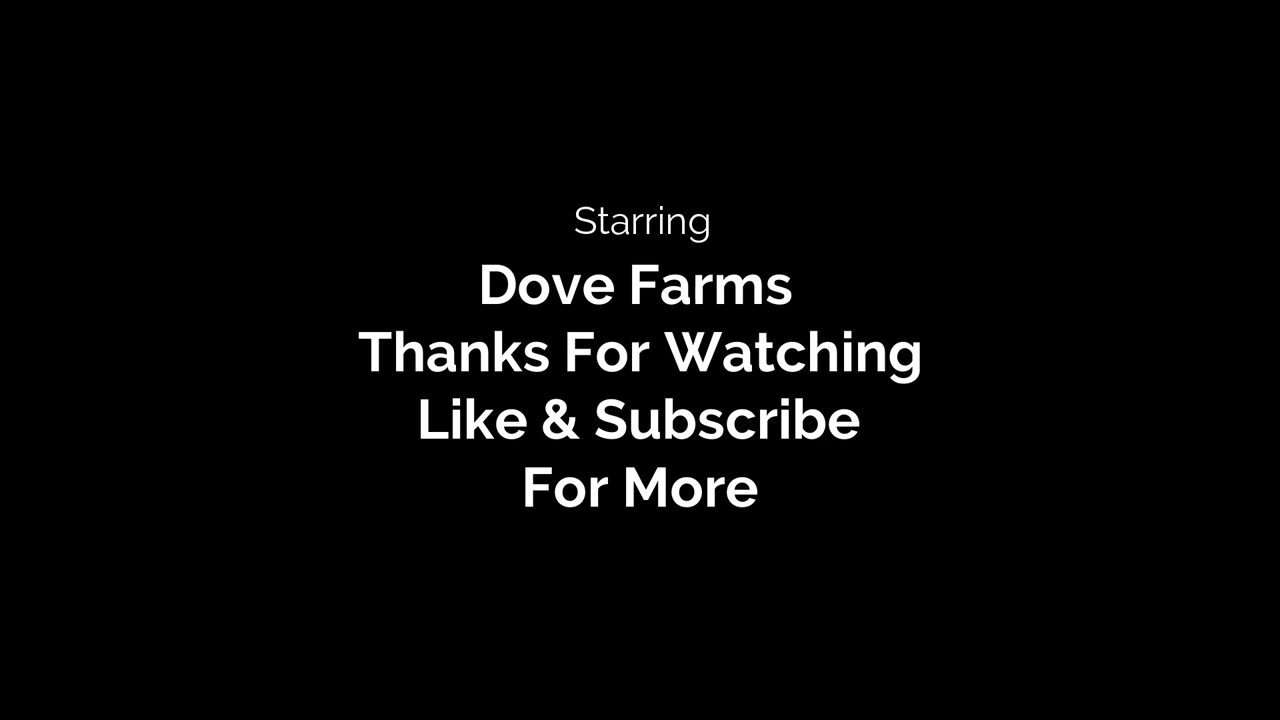 Starring
Dove Farms
Thanks For Watching
Like & Subscribe
For More